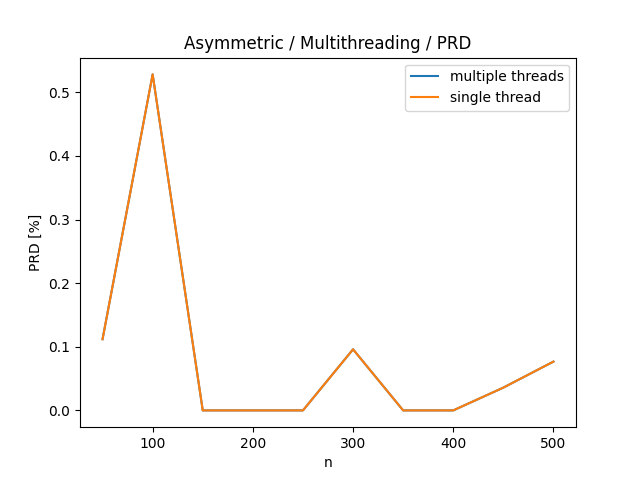 Asymmetric / Multithreading / PRD
multiple threads
single thread
PRD [%]
0.5
0.4
0.3
0.2
0.1
0.0
100 200 300 400 500
n